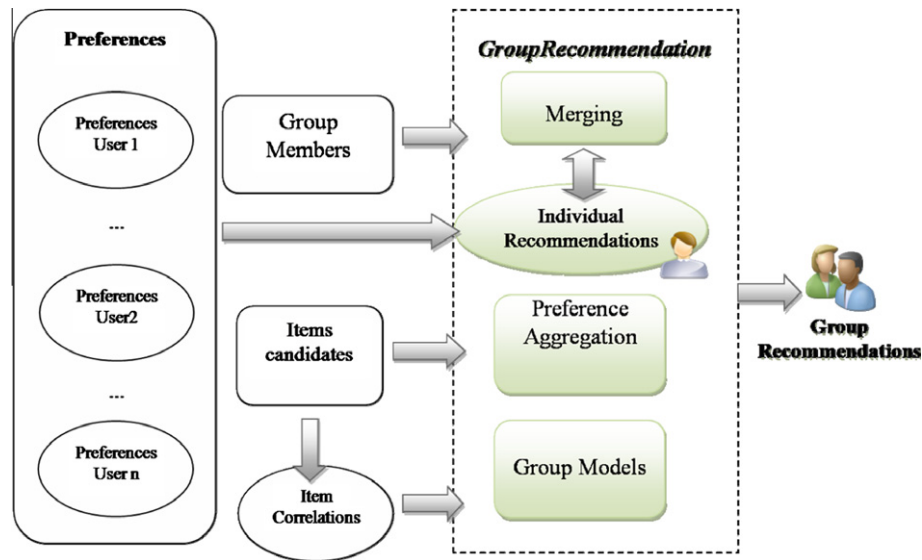 Preferences
Preferences
User 1
...
Preferences
User2
...
Preferences
User n
Group
Members
Items
candidates
Item
Correlations
GroupRecommendation
Merging
Individual
Recommendations
Preference
Aggregation
Group Models
Group
Recommendations